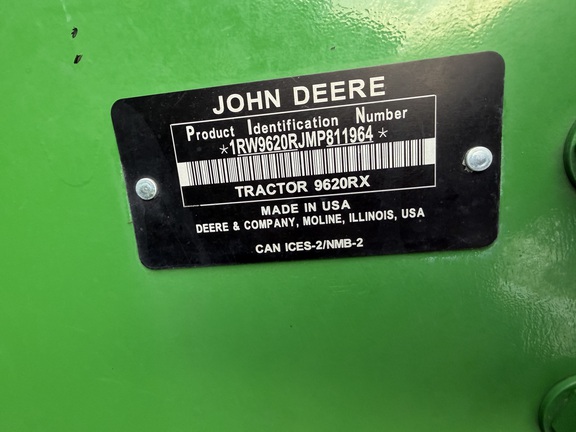 JOHN DEERE
Product Identification Number
*1RW9620RJMP811964*
TRACTOR 9620RX
MADE IN USA
DEERE & COMPANY, MOLINE, ILLINOIS, USA
CAN ICES-2/NMB-2